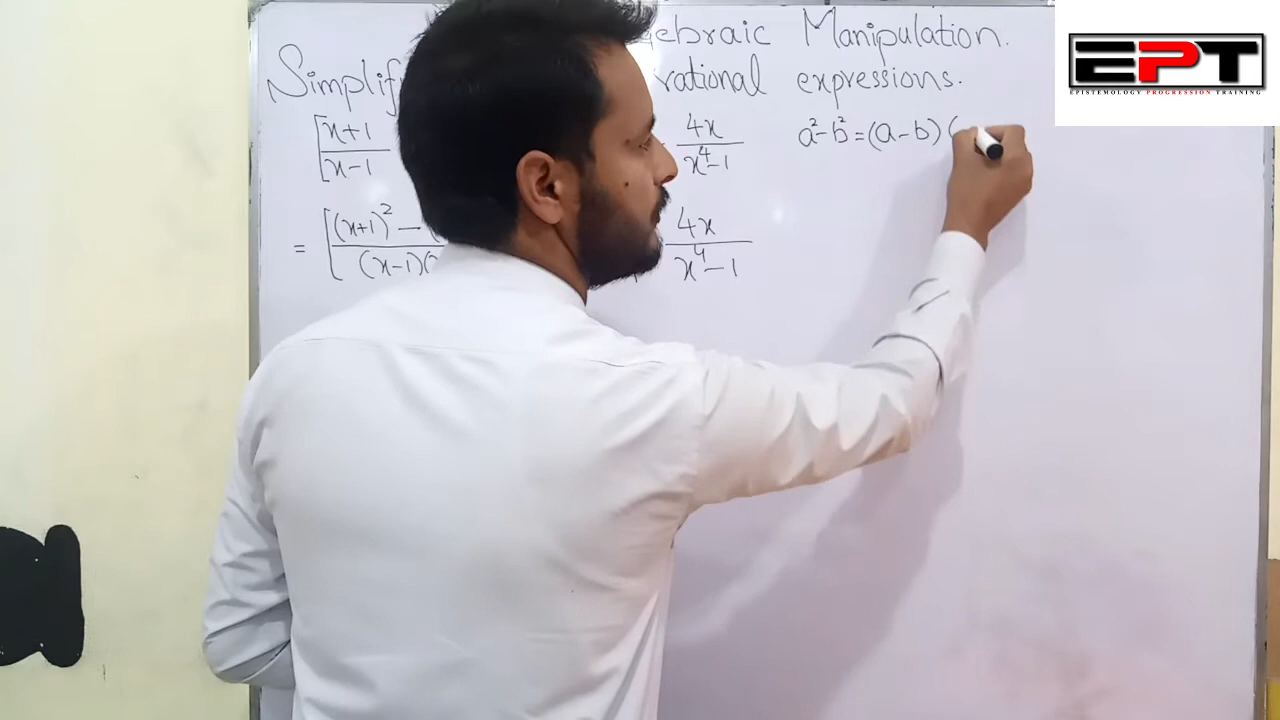 ebraic Manipulation.
Simplif rational expressions.
[x+1/x-1 4x/x⁴-1 a²-b²=(a-b)(
= [(x+1)²-/(x-1)( 4x/x⁴-1
EPT
EPISTEMOLOGY PROGRESSION TRAINING